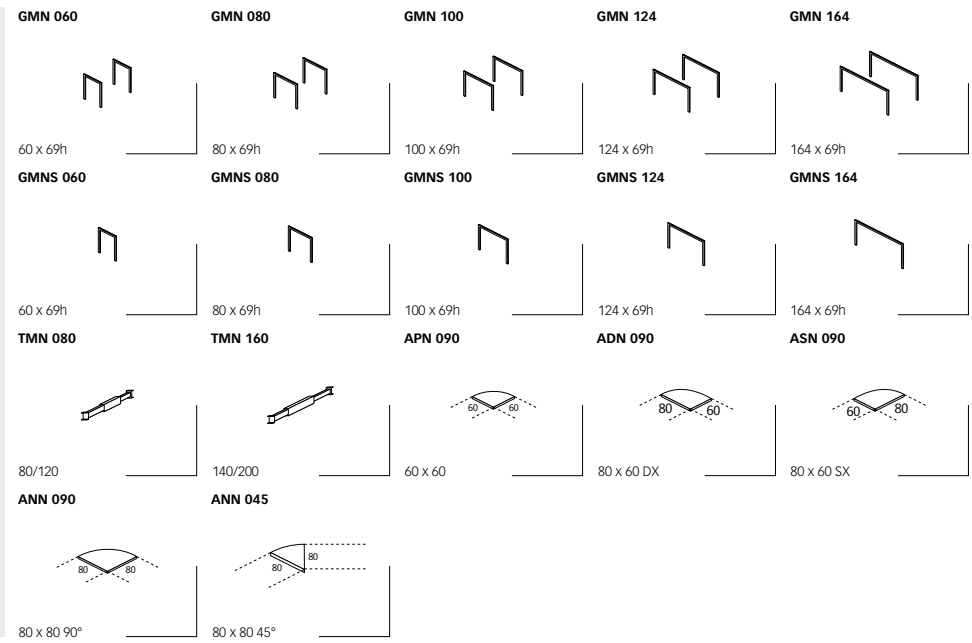 GMN 060 GMN 080 GMN 100 GMN 124 GMN 164
60 x 69h 80 x 69h 100 x 69h 124 x 69h 164 x 69h
GMNS 060 GMNS 080 GMNS 100 GMNS 124 GMNS 164
60 x 69h 80 x 69h 100 x 69h 124 x 69h 164 x 69h
TMN 080 TMN 160 APN 090 ADN 090 ASN 090
60 60 80 60 60 80
80/120 140/200 60 x 60 80 x 60 DX 80 x 60 SX
ANN 090 ANN 045
80
80 80 80
80 x 80 90° 80 x 80 45°